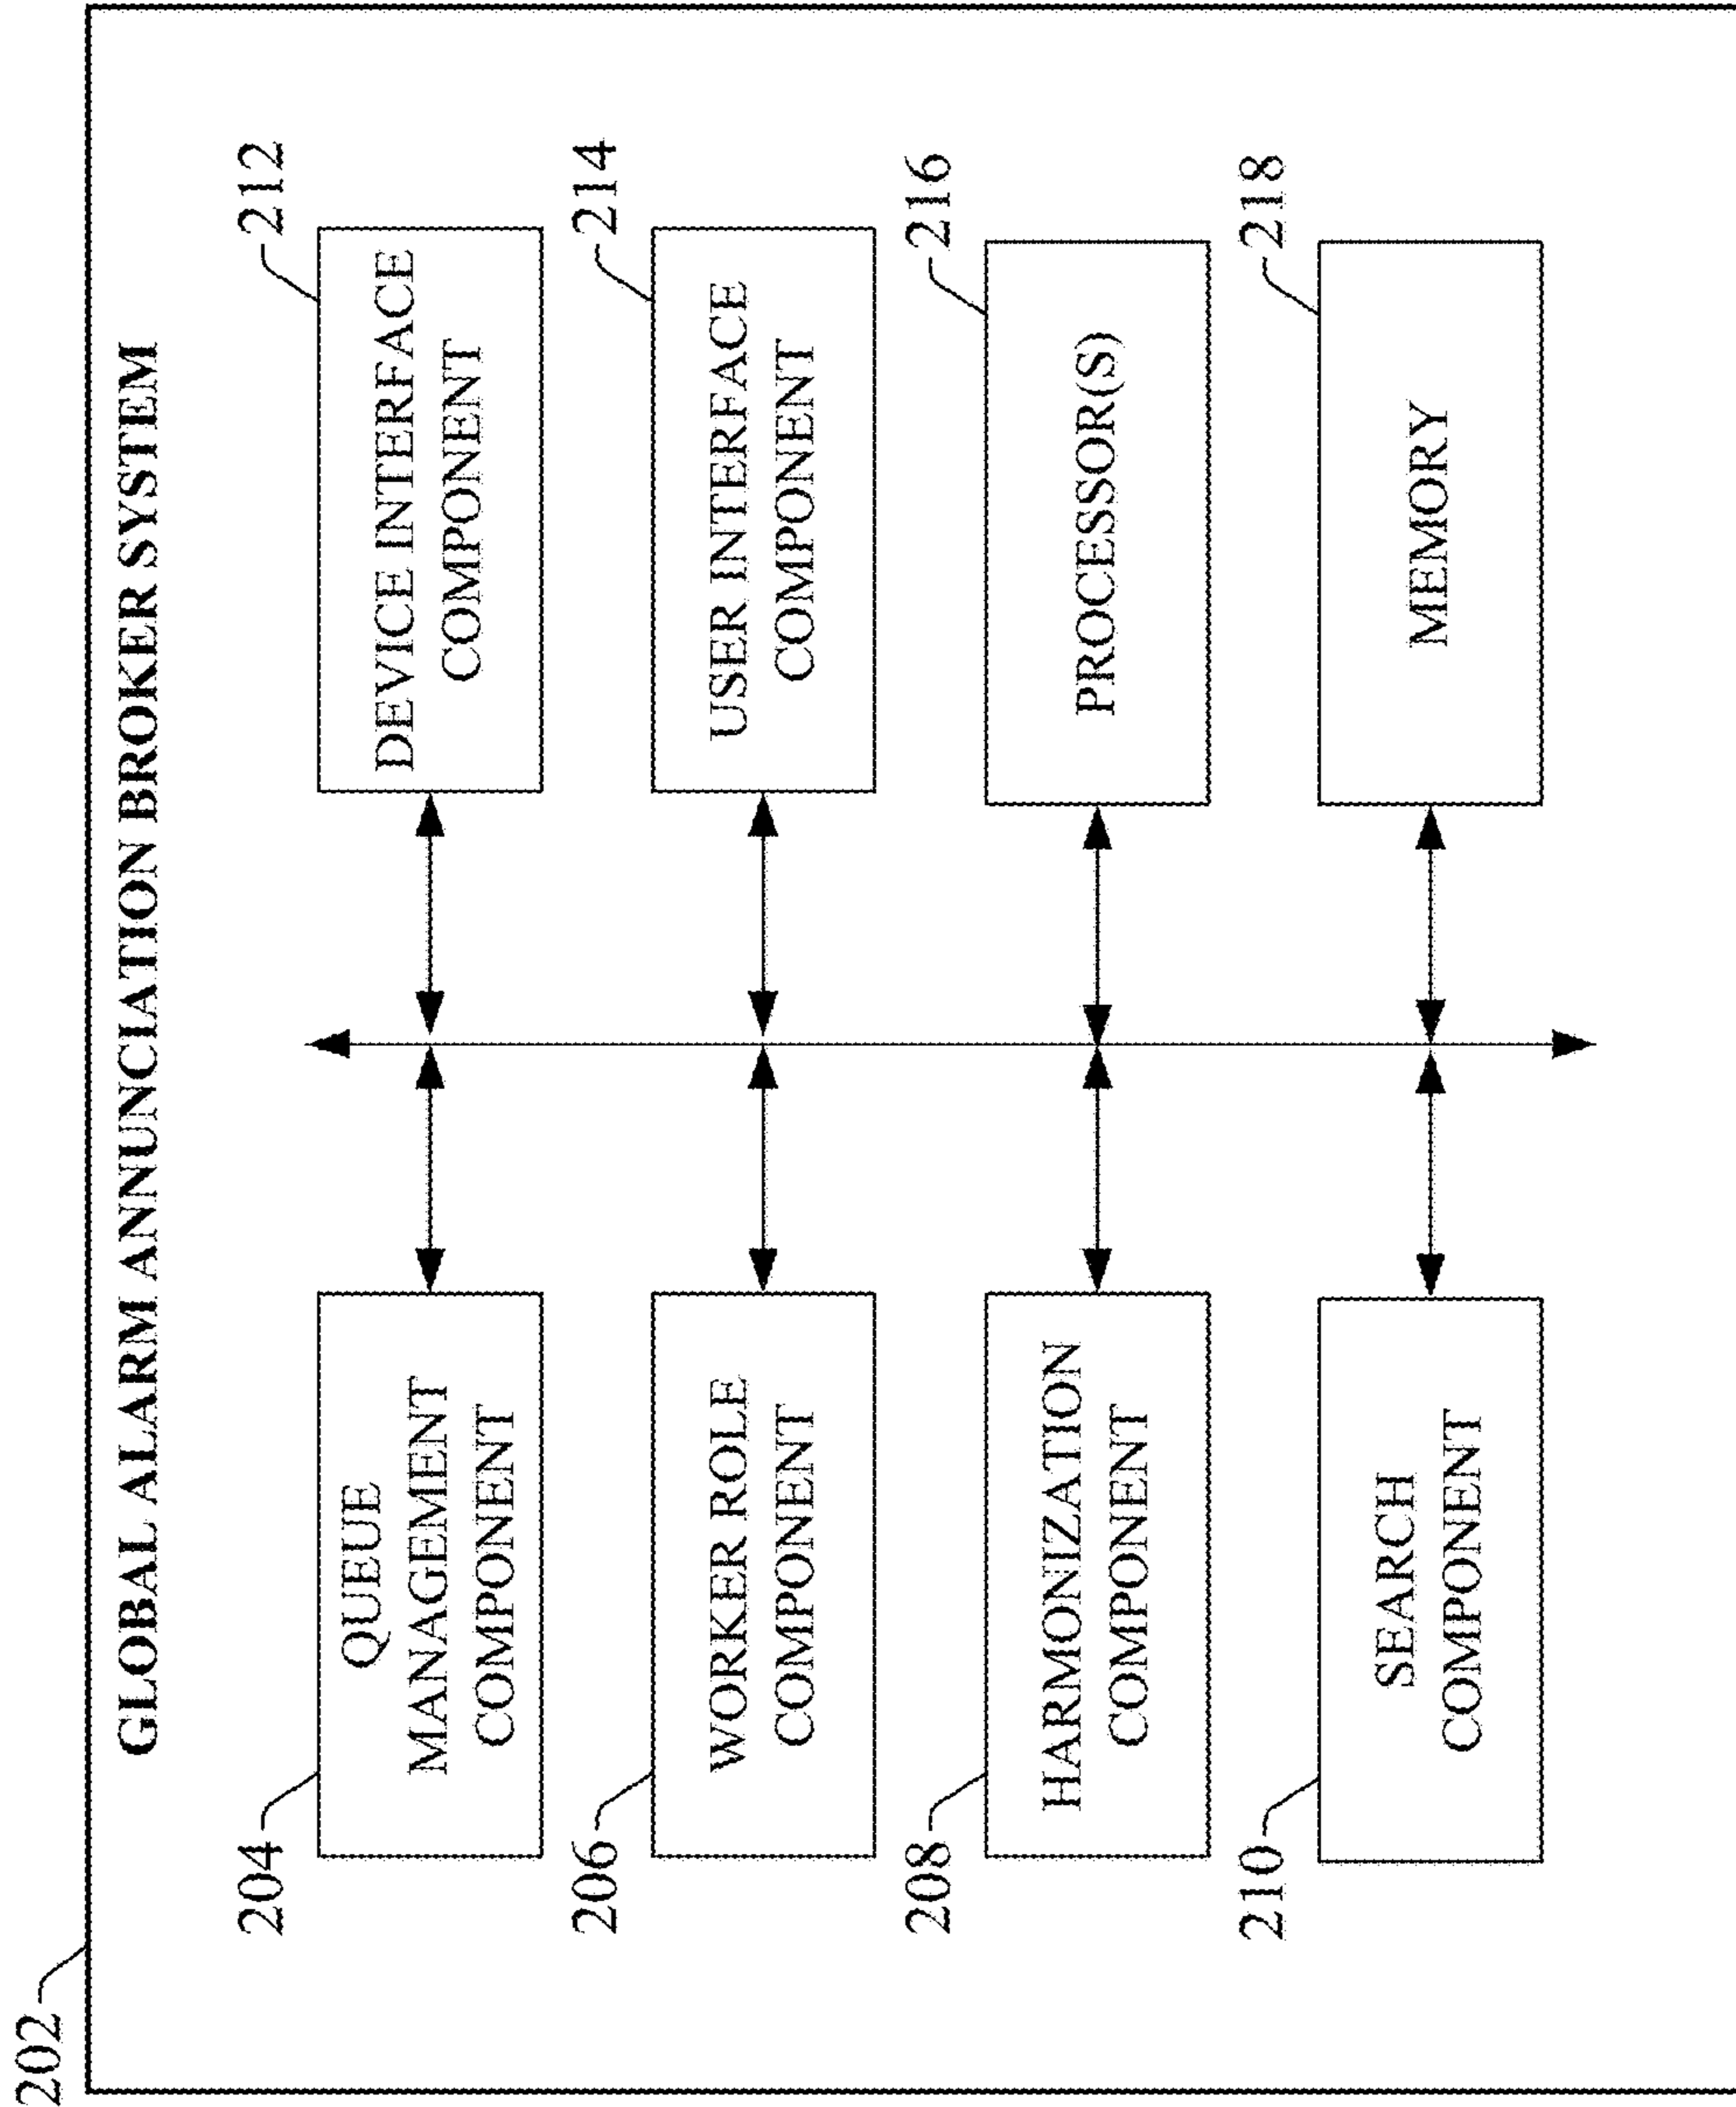 202
GLOBAL ALARM ANNUNCIATION BROKER SYSTEM
204
QUEUE
MANAGEMENT
COMPONENT
212
DEVICE INTERFACE
COMPONENT
206
WORKER ROLE
COMPONENT
214
USER INTERFACE
COMPONENT
208
HARMONIZATION
COMPONENT
216
PROCESSOR(S)
210
SEARCH
COMPONENT
218
MEMORY